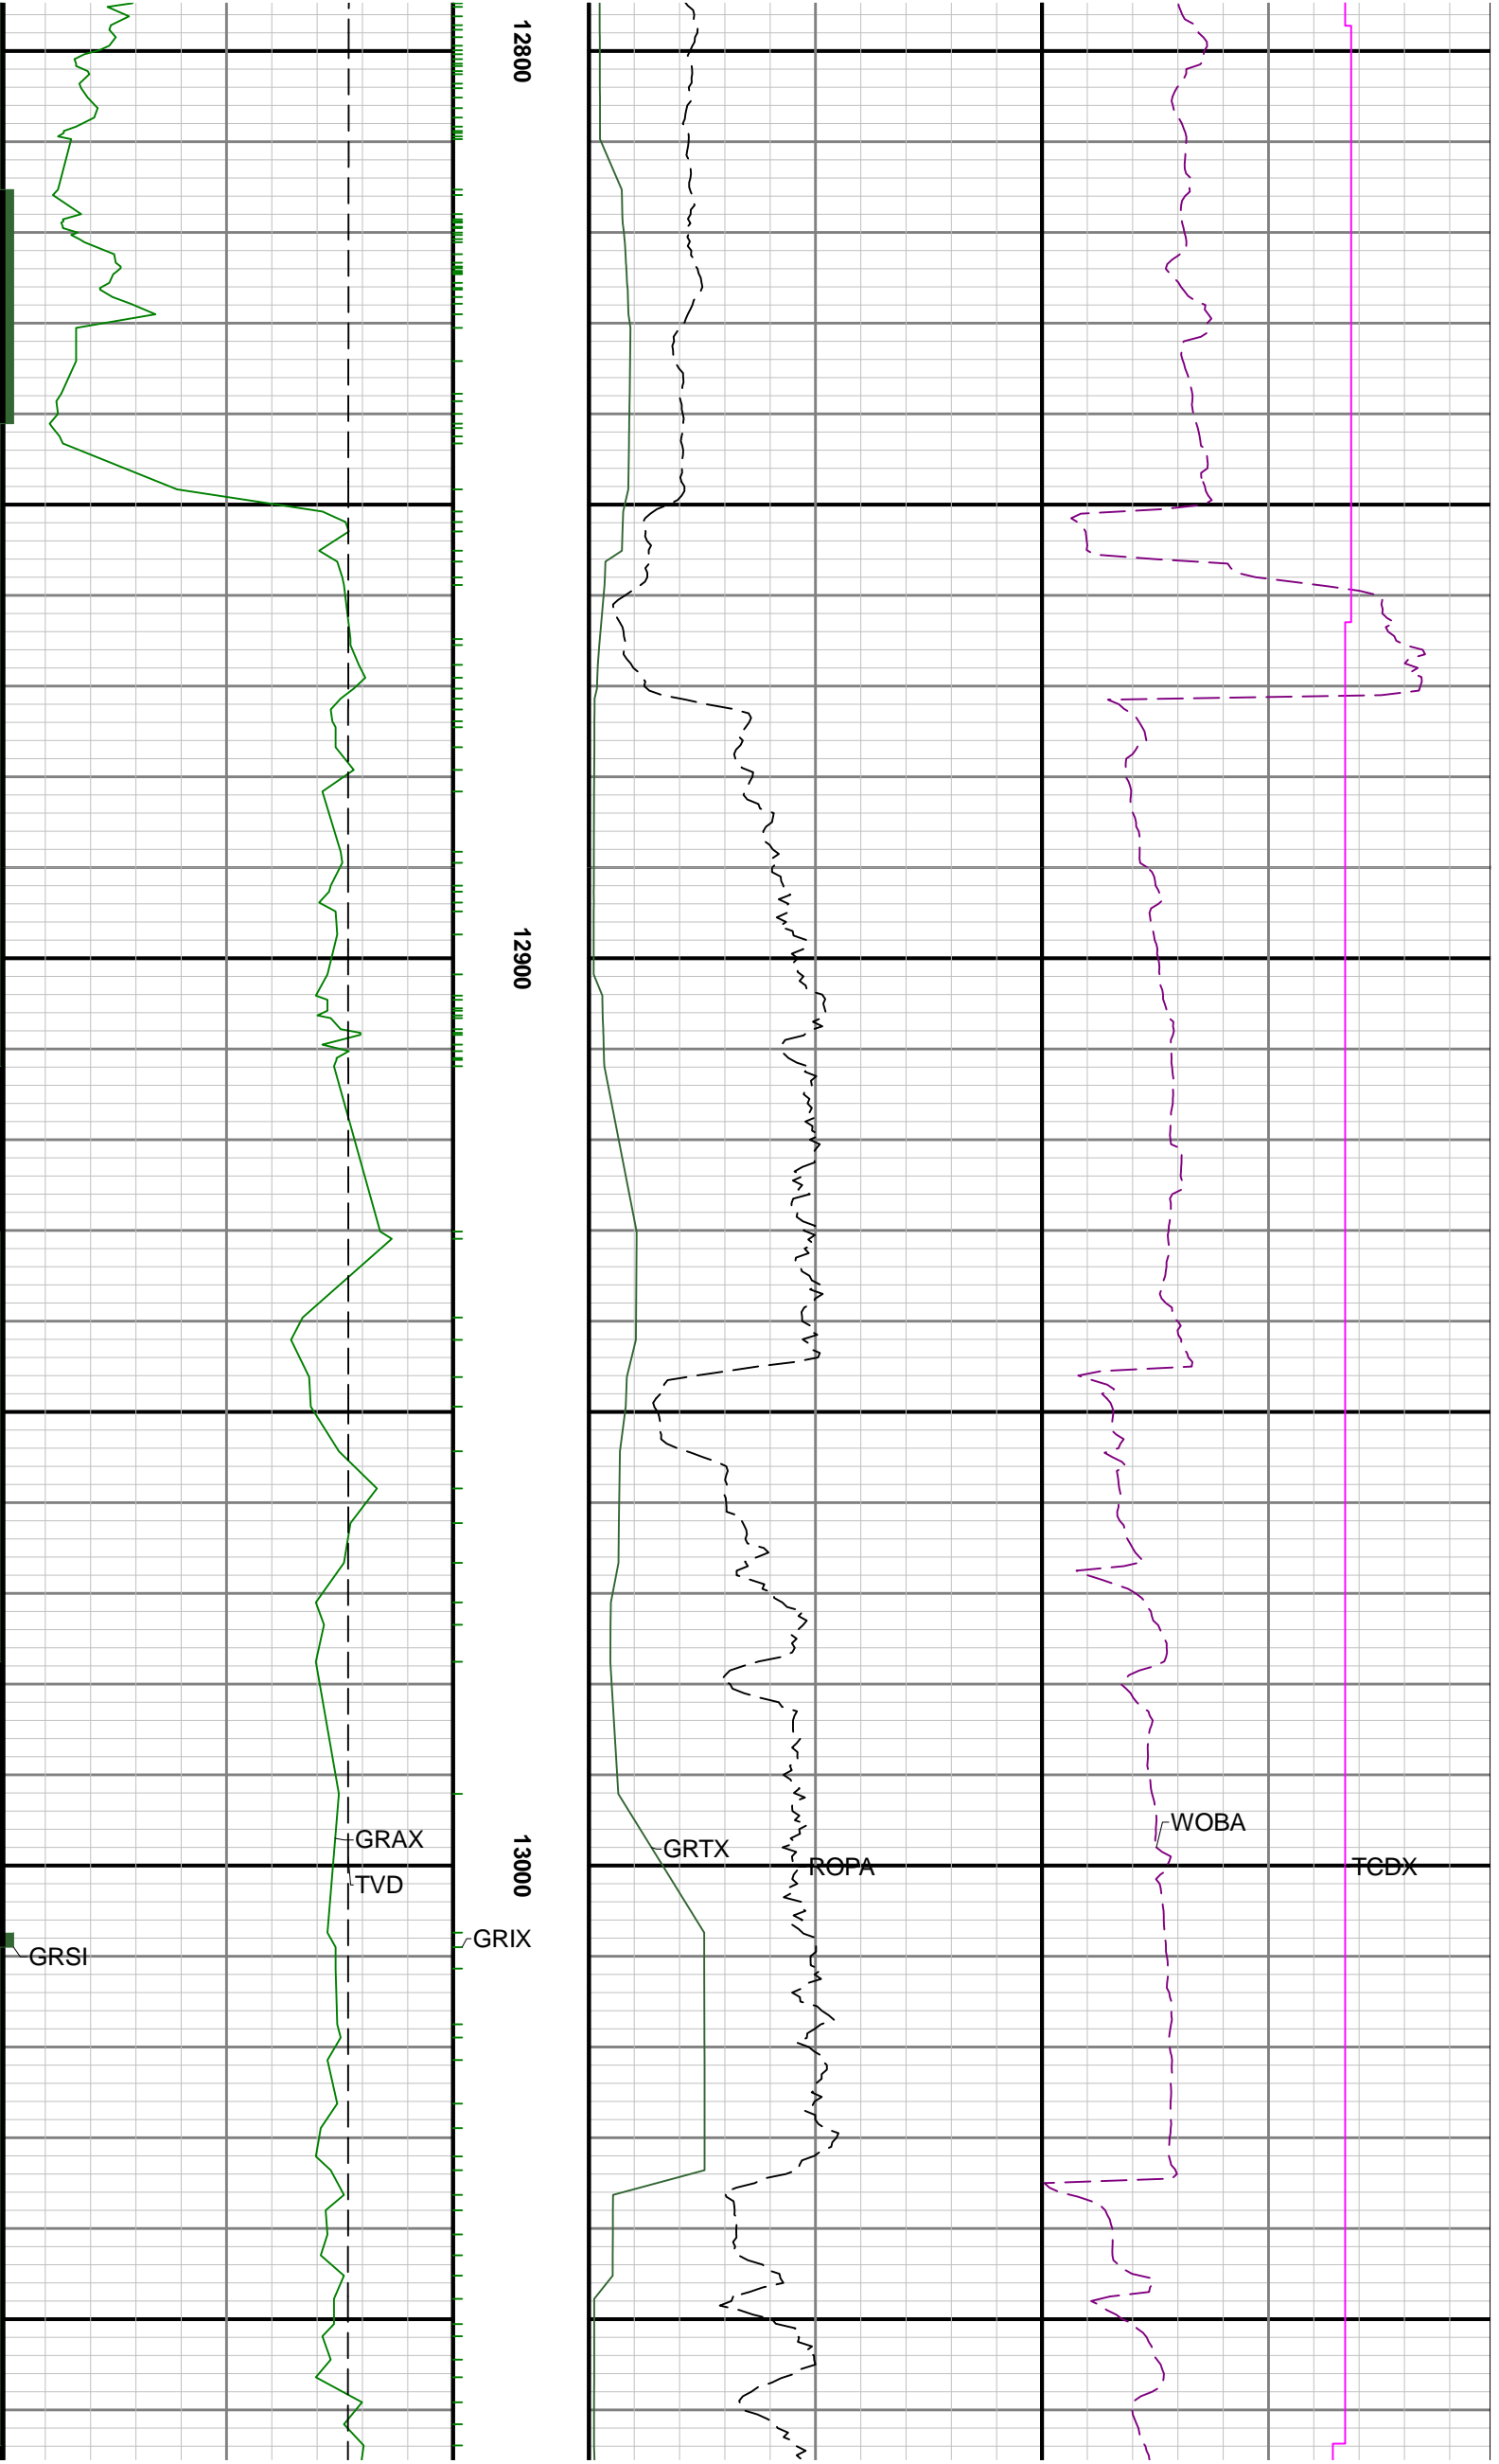 12800
12900
WOBA
GRAX
GRTX
13000
ROPA
TCDX
TVD
GRIX
GRSI